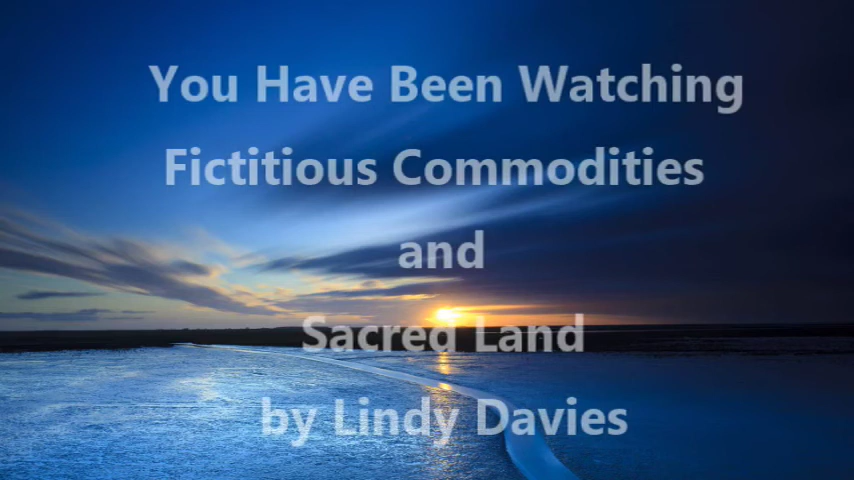 You Have Been Watching
Fictitious Commodities
and
Sacred Land
by Lindy Davies